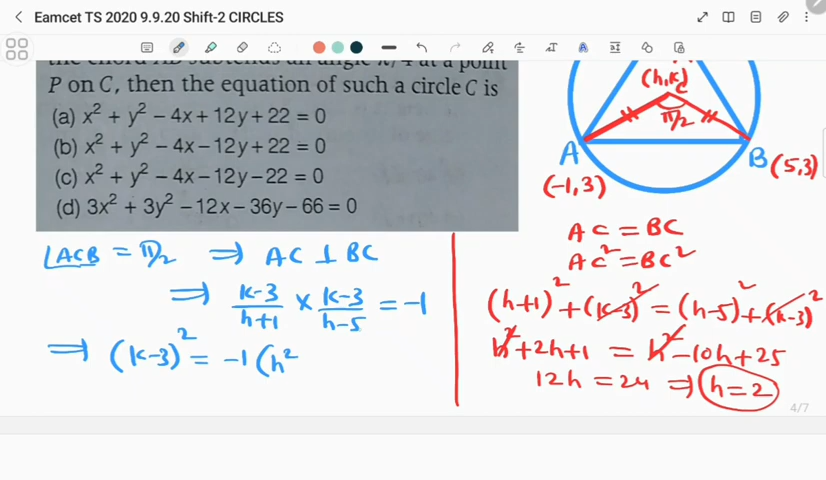 Eamcet TS 2020 9.9.20 Shift-2 CIRCLES
at a point
P on C, then the equation of such a circle C is
(a) x² + y² − 4x + 12y + 22 = 0
(b) x² + y² − 4x − 12y + 22 = 0
(c) x² + y² − 4x − 12y − 22 = 0
(d) 3x² + 3y² − 12x − 36y − 66 = 0
(h,k) C
π/2
A
(-1,3)
B (5,3)
∠ACB = π/2 ⇒ AC ⊥ BC
⇒ k-3/h+1 × k-3/h-5 = -1
⇒ (k-3)² = -1 (h²
AC = BC
AC² = BC²
(h+1)² + (k-3)² = (h-5)² + (k-3)²
h² + 2h + 1 = h² - 10h + 25
12h = 24 ⇒ h = 2
4/7